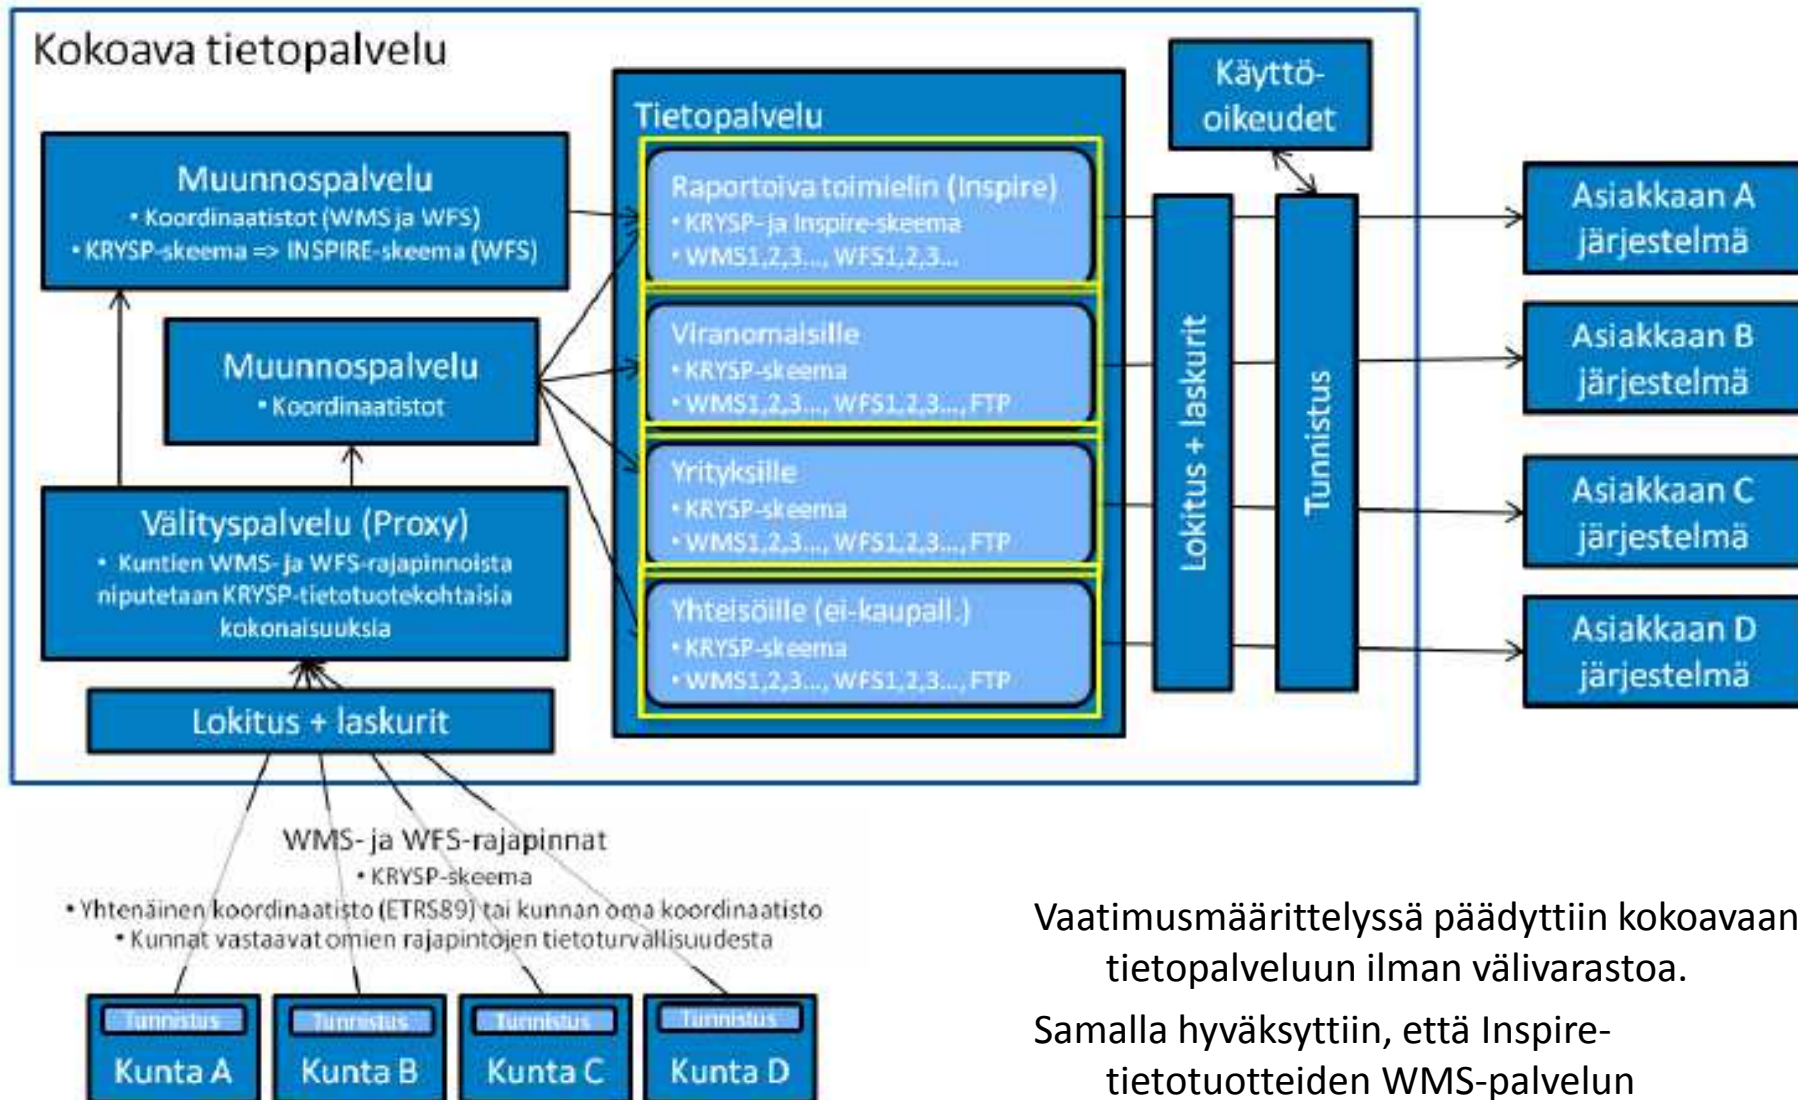 Kokoava tietopalvelu
Muunnospalvelu
• Koordinaatistot (WMS ja WFS)
• KRYSP-skeema => INSPIRE-skeema (WFS)
Muunnospalvelu
• Koordinaatistot
Välityspalvelu (Proxy)
• Kuntien WMS- ja WFS-rajapinnoista
niputetaan KRYSP-tietotuotekohtaisia
kokonaisuuksia
Lokitus + laskurit
Tietopalvelu
Raportoiva toimielin (Inspire)
• KRYSP- ja Inspire-skeema
• WMS1,2,3..., WFS1,2,3...
Viranomaisille
• KRYSP-skeema
• WMS1,2,3..., WFS1,2,3..., FTP
Yrityksille
• KRYSP-skeema
• WMS1,2,3..., WFS1,2,3..., FTP
Yhteisöille (ei-kaupall.)
• KRYSP-skeema
• WMS1,2,3..., WFS1,2,3..., FTP
Lokitus + laskurit
Käyttö-
oikeudet
Tunnistus
Asiakkaan A
järjestelmä
Asiakkaan B
järjestelmä
Asiakkaan C
järjestelmä
Asiakkaan D
järjestelmä
WMS- ja WFS-rajapinnat
• KRYSP-skeema
• Yhtenäinen koordinaatisto (ETRS89) tai kunnan oma koordinaatisto
• Kunnat vastaavat omien rajapintojen tietoturvallisuudesta
Tunnistus
Kunta A
Tunnistus
Kunta B
Tunnistus
Kunta C
Tunnistus
Kunta D
Vaatimusmäärittelyssä päädyttiin kokoavaan
tietopalveluun ilman välivarastoa.
Samalla hyväksyttiin, että Inspire-
tietotuotteiden WMS-palvelun